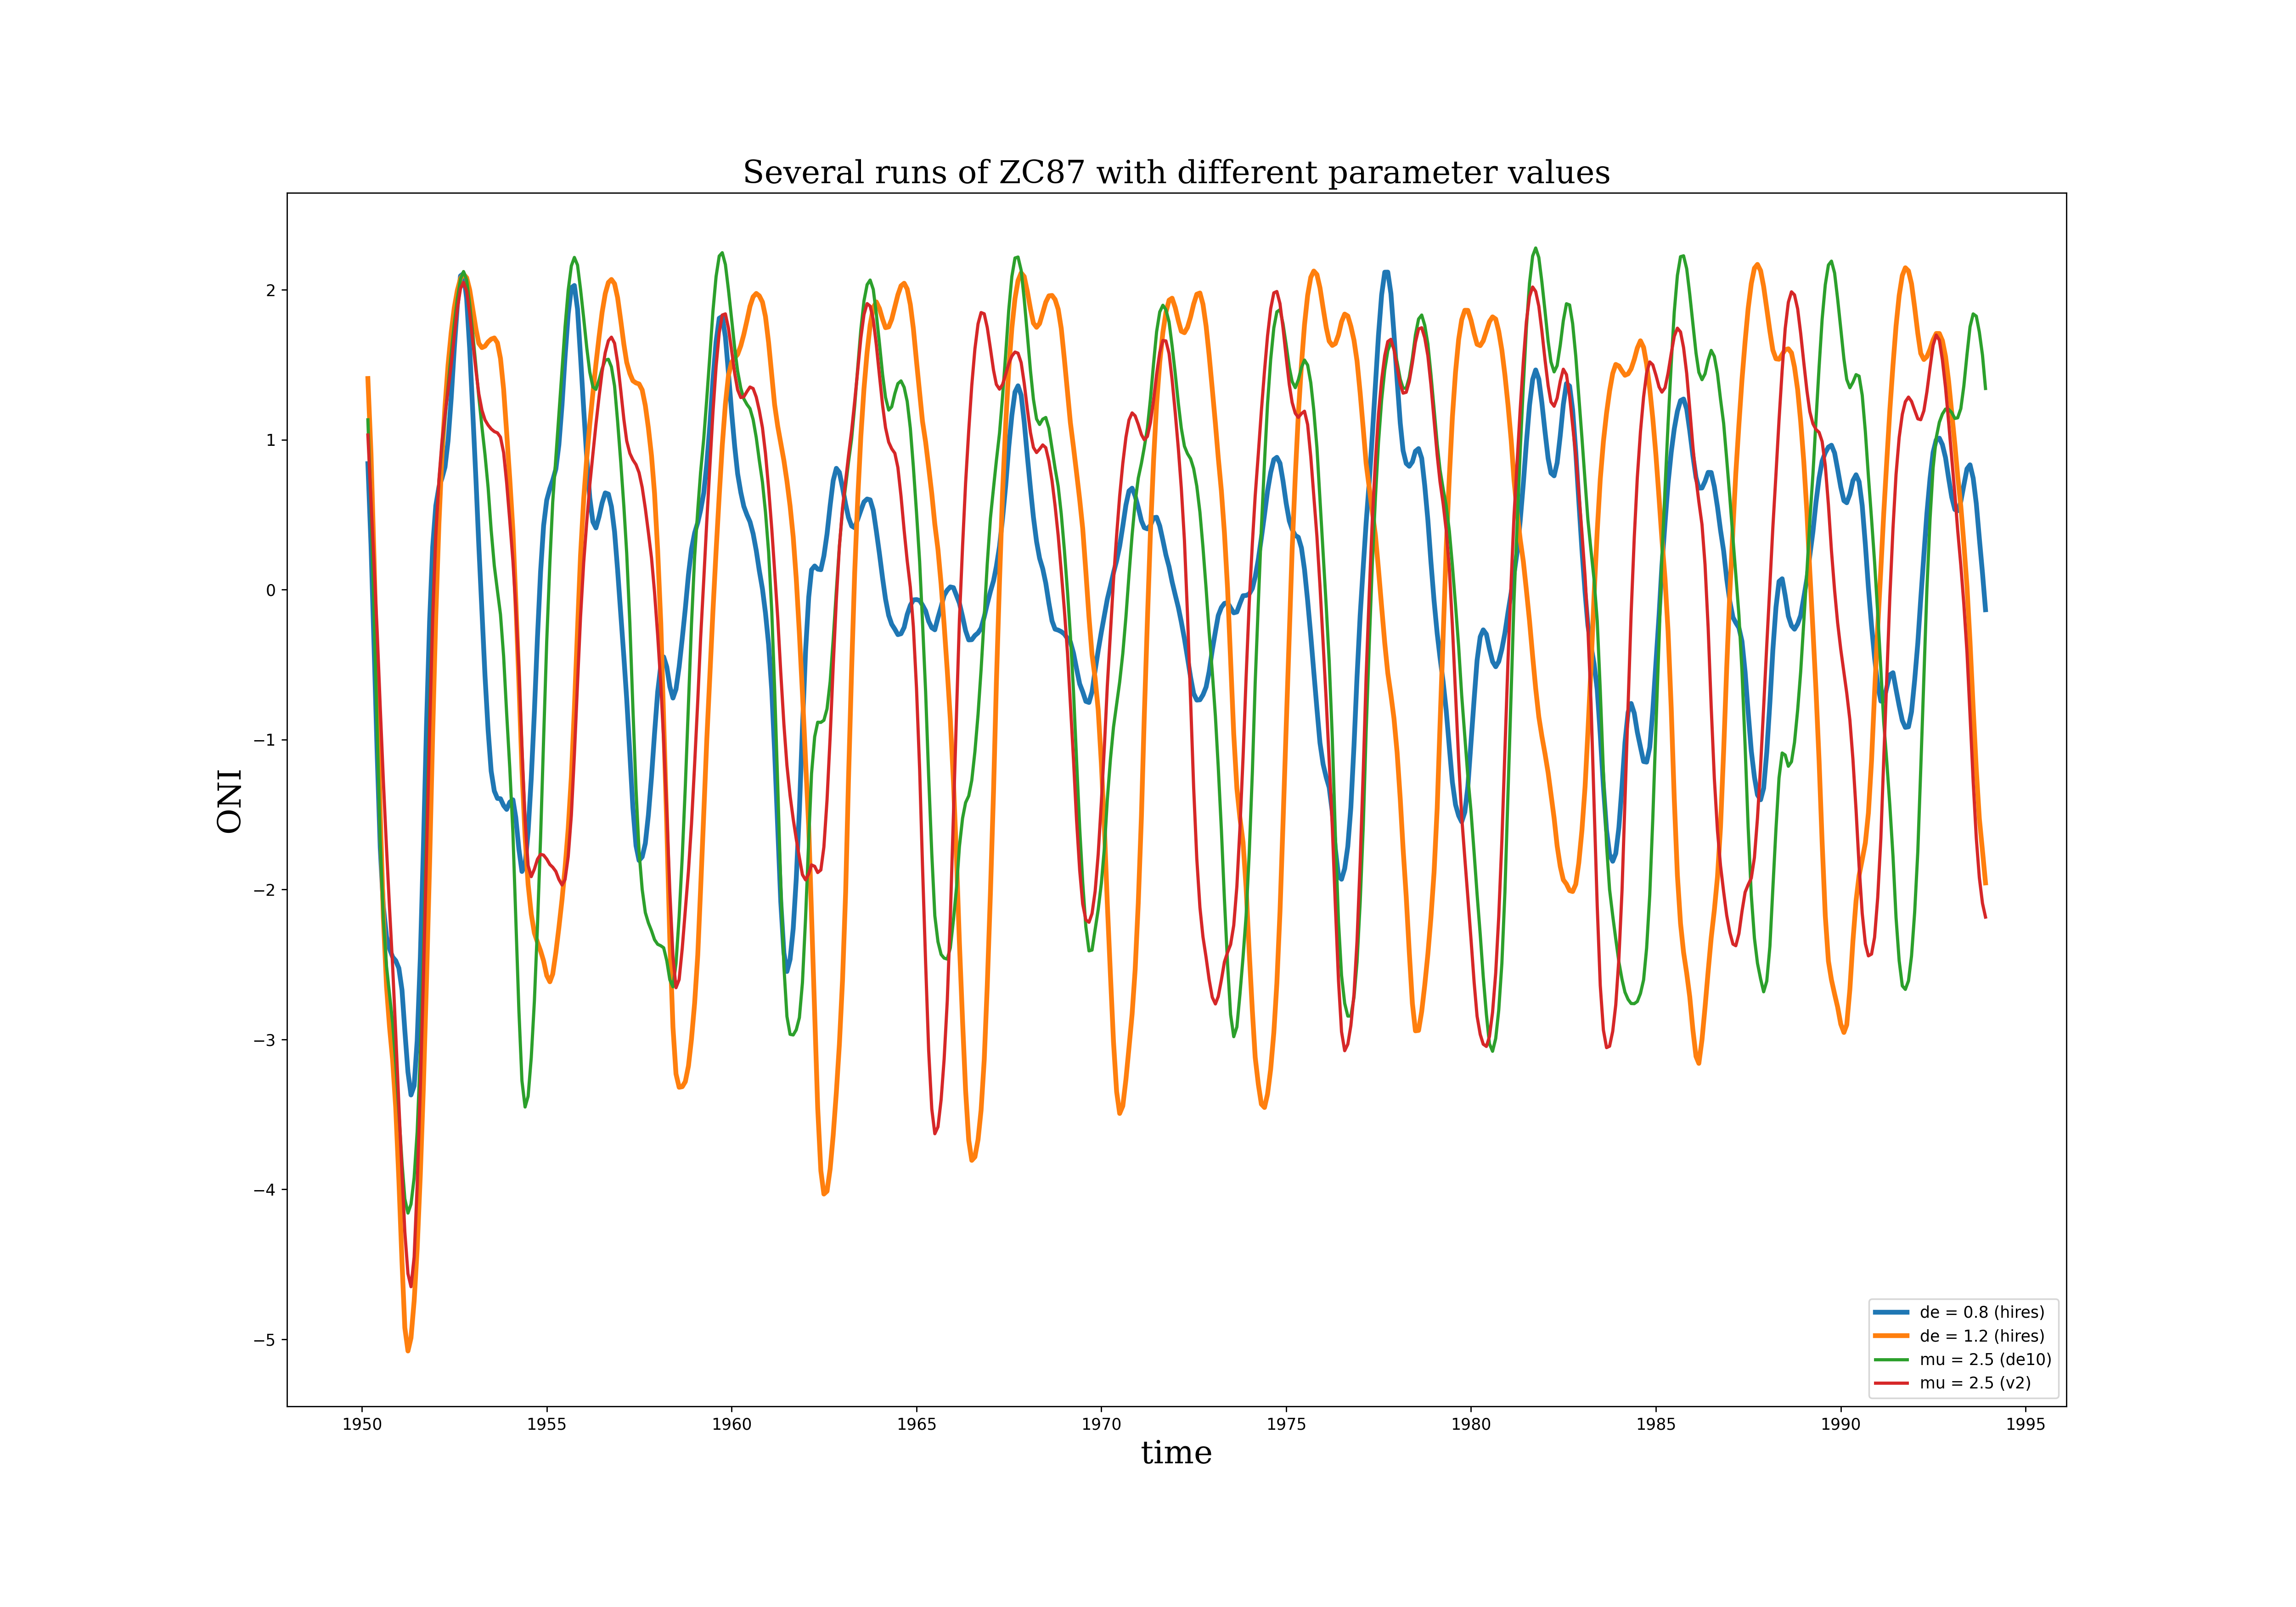 Several runs of ZC87 with different parameter values
ONI
2
1
0
−1
−2
−3
−4
−5
1950 1955 1960 1965 1970 1975 1980 1985 1990 1995
time
de = 0.8 (hires)
de = 1.2 (hires)
mu = 2.5 (de10)
mu = 2.5 (v2)